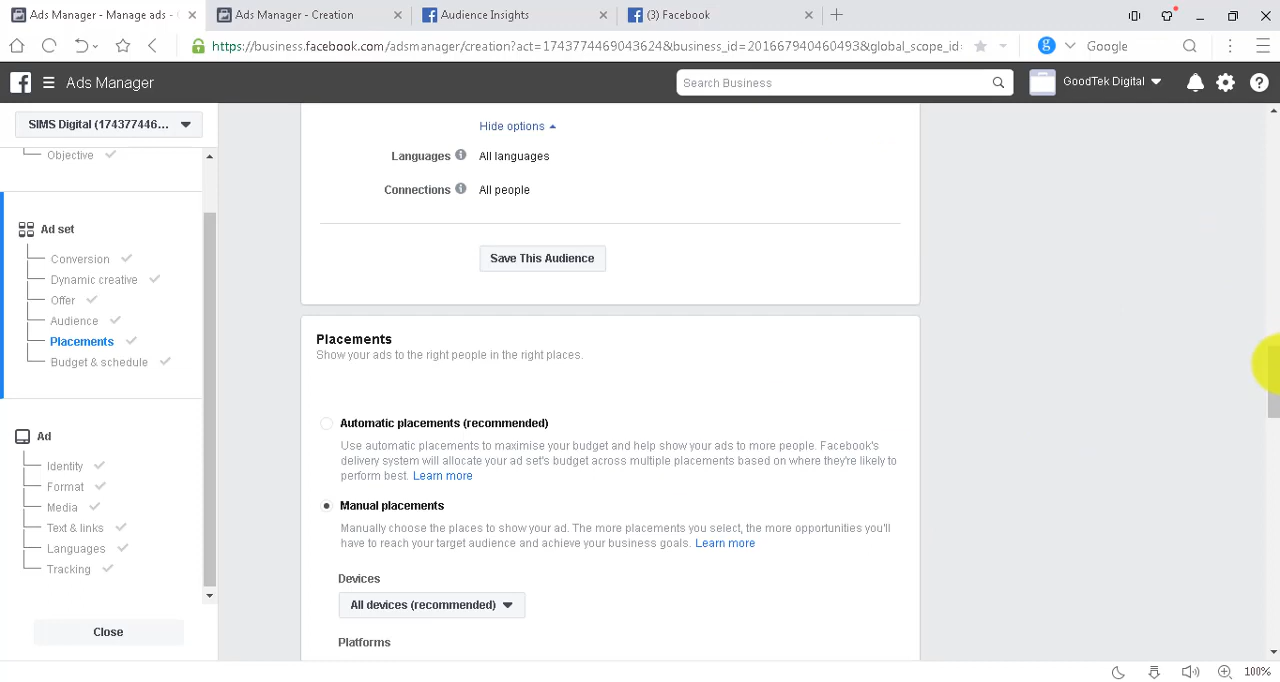 Ads Manager - Manage ads -
Ads Manager - Creation
Audience Insights
(3) Facebook
https://business.facebook.com/adsmanager/creation?act=1743774469043624&business_id=201667940460493&global_scope_id=
Google
Ads Manager
Search Business
GoodTek Digital
SIMS Digital (174377446...
Objective
Ad set
Conversion
Dynamic creative
Offer
Audience
Placements
Budget & schedule
Ad
Identity
Format
Media
Text & links
Languages
Tracking
Close
Hide options
Languages All languages
Connections All people
Save This Audience
Placements
Show your ads to the right people in the right places.
Automatic placements (recommended)
Use automatic placements to maximise your budget and help show your ads to more people. Facebook's
delivery system will allocate your ad set's budget across multiple placements based on where they're likely to
perform best. Learn more
Manual placements
Manually choose the places to show your ad. The more placements you select, the more opportunities you'll
have to reach your target audience and achieve your business goals. Learn more
Devices
All devices (recommended)
Platforms
100%